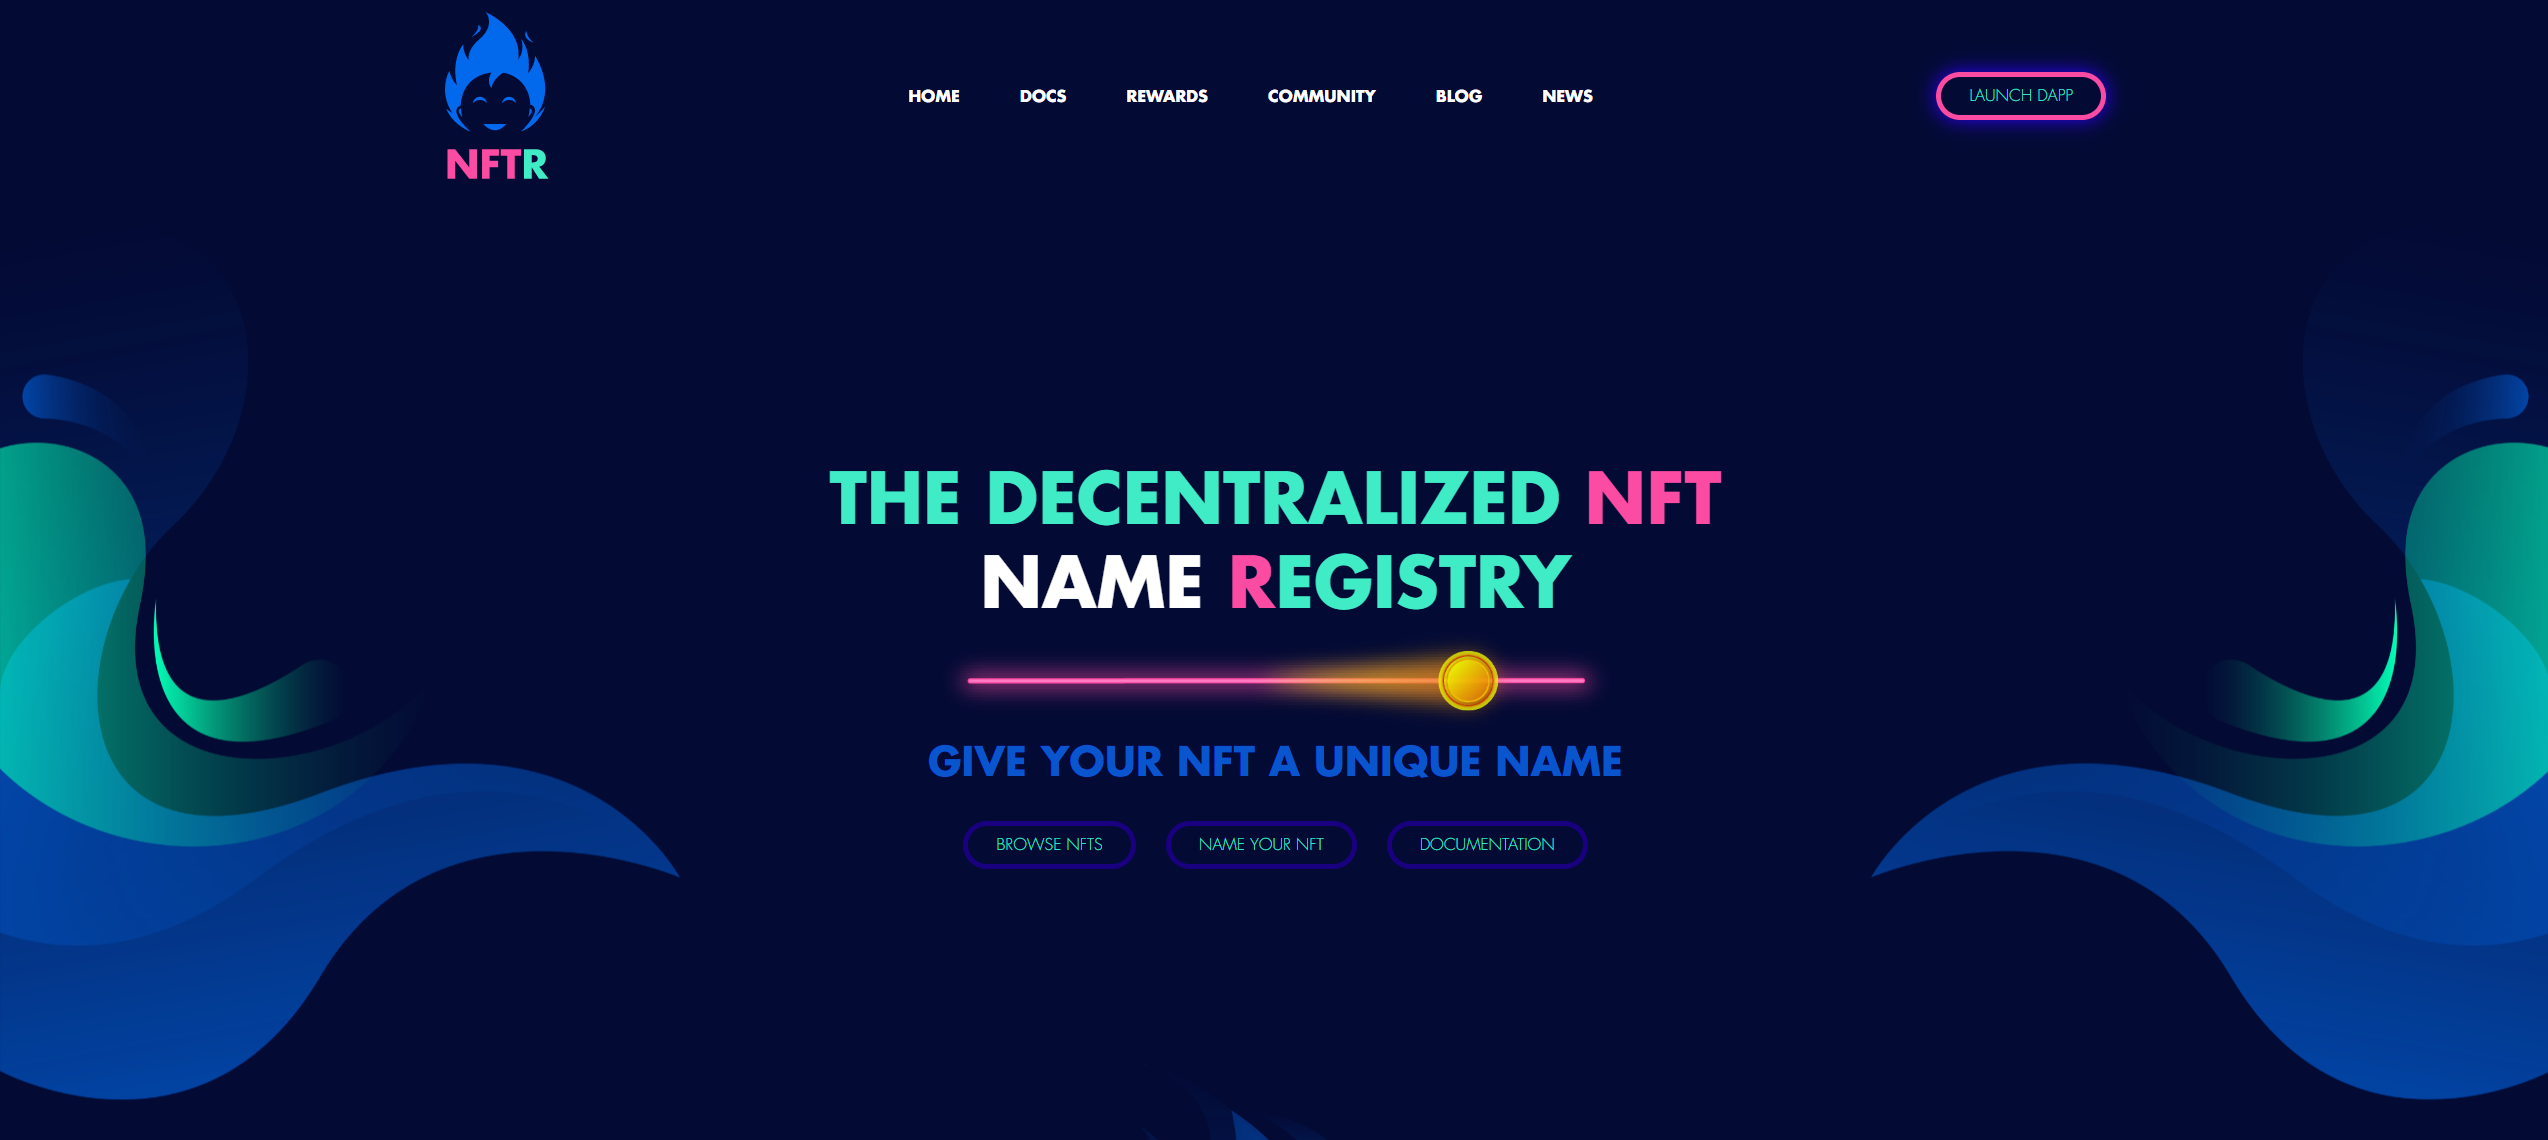 NFTR
HOME
DOCS
REWARDS
COMMUNITY
BLOG
NEWS
LAUNCH DAPP
THE DECENTRALIZED NFT
NAME REGISTRY
GIVE YOUR NFT A UNIQUE NAME
BROWSE NFTS
NAME YOUR NFT
DOCUMENTATION